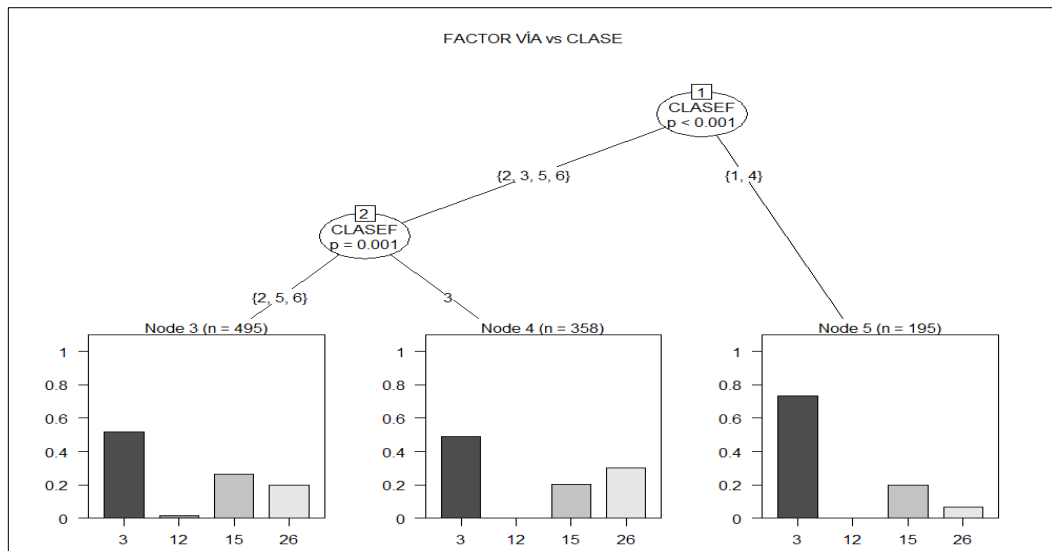 FACTOR VÍA vs CLASE
1
CLASEF
p < 0.001
{2, 3, 5, 6}
{1, 4}
2
CLASEF
p = 0.001
{2, 5, 6}
3
Node 3 (n = 495)
1
0.8
0.6
0.4
0.2
0
3 12 15 26
Node 4 (n = 358)
1
0.8
0.6
0.4
0.2
0
3 12 15 26
Node 5 (n = 195)
1
0.8
0.6
0.4
0.2
0
3 12 15 26